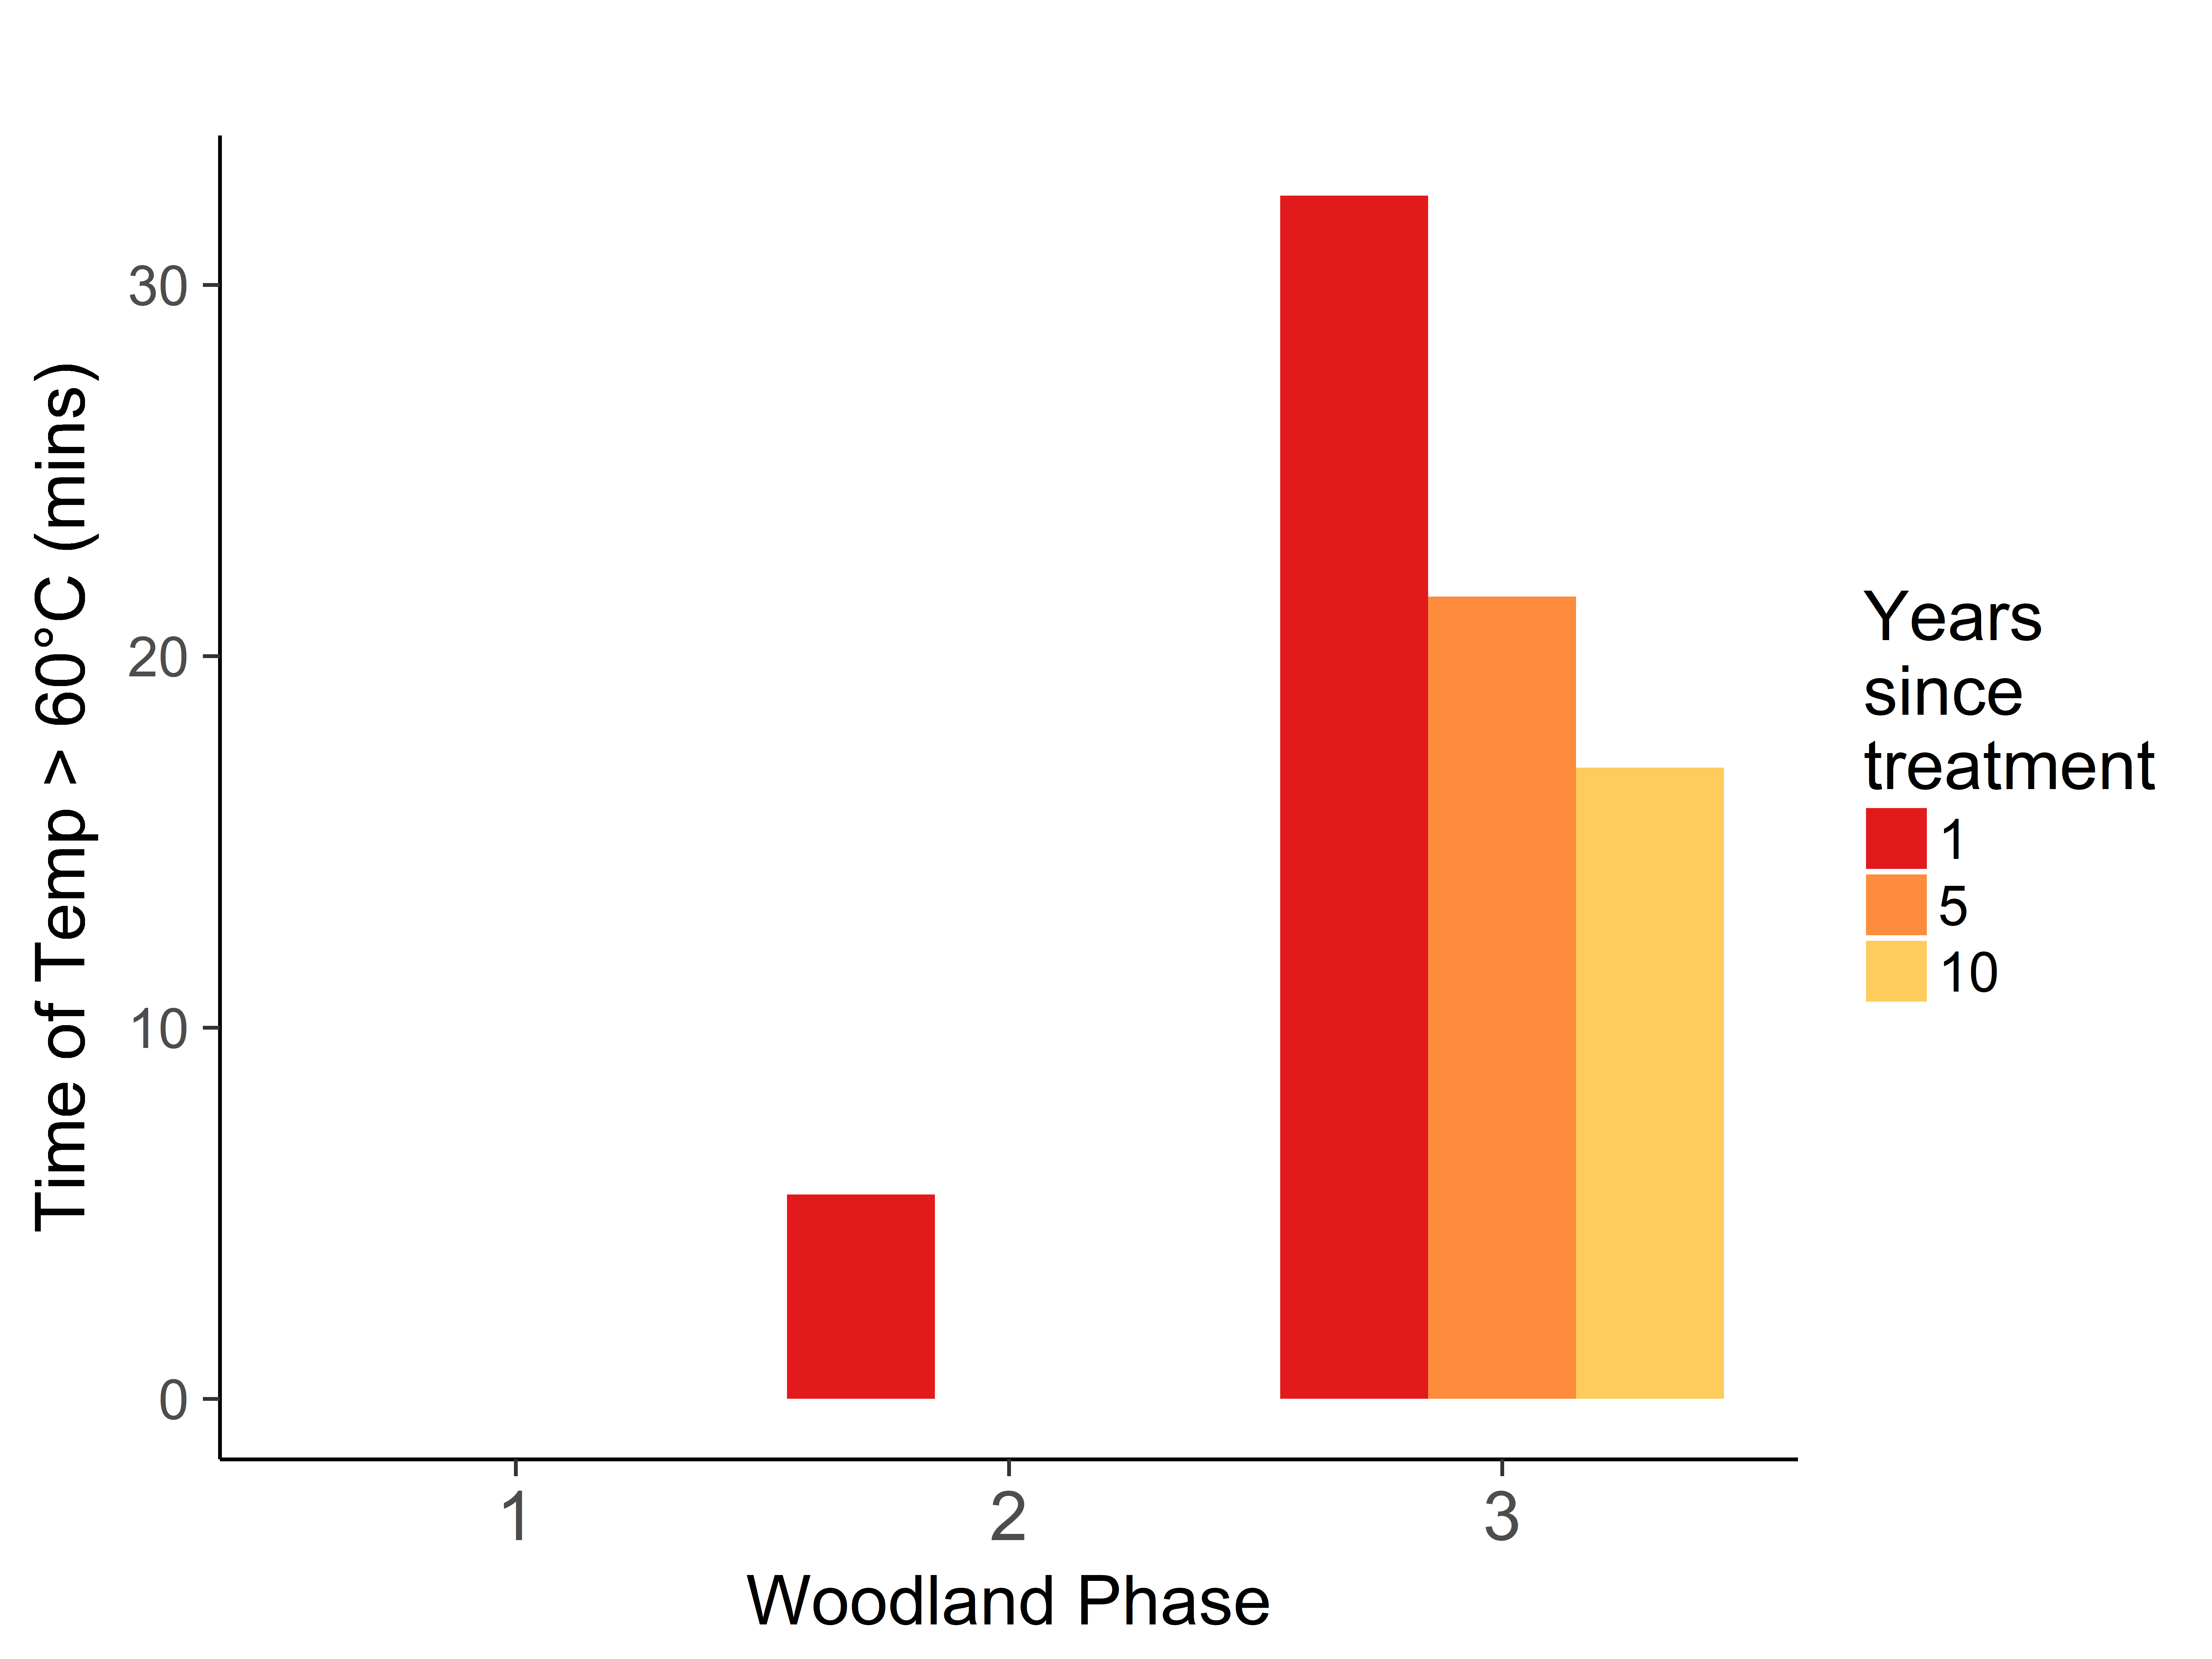 Time of Temp > 60°C (mins)
30
20
10
0
1
2
3
Woodland Phase
Years
since
treatment
1
5
10